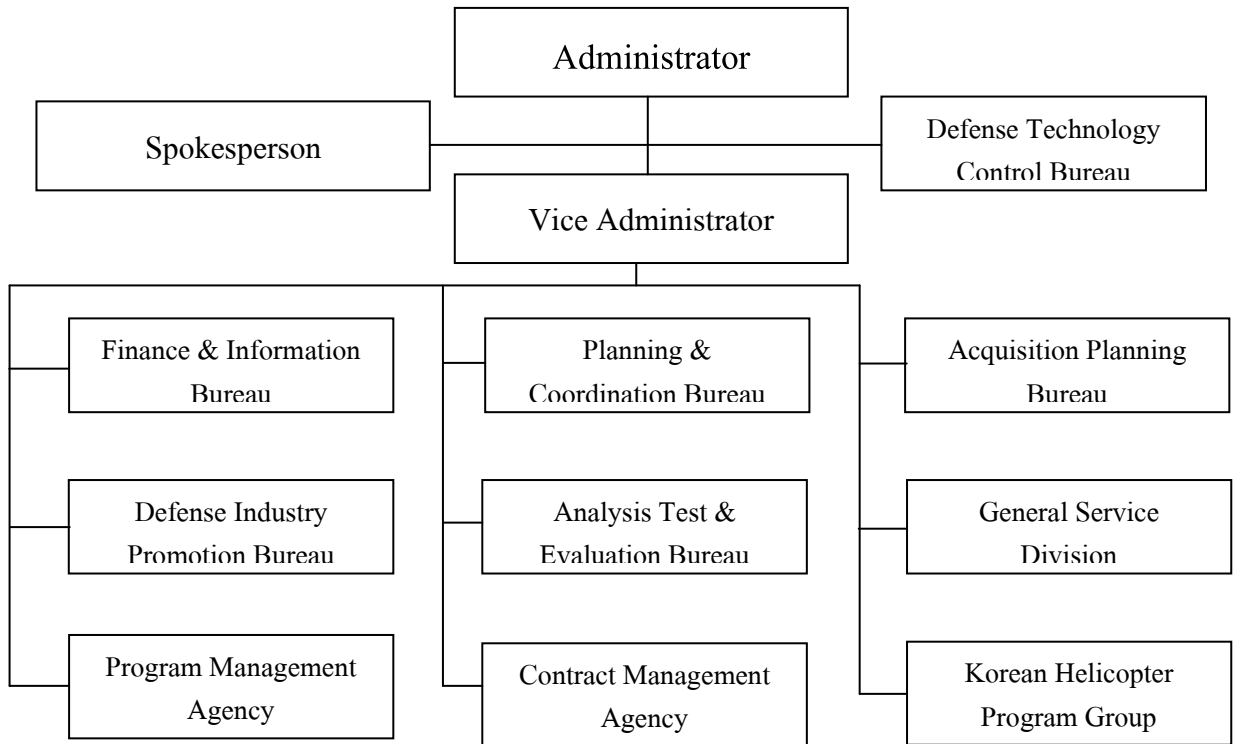 Administrator
Spokesperson
Defense Technology
Control Bureau
Vice Administrator
Finance & Information
Bureau
Planning &
Coordination Bureau
Acquisition Planning
Bureau
Defense Industry
Promotion Bureau
Analysis Test &
Evaluation Bureau
General Service
Division
Program Management
Agency
Contract Management
Agency
Korean Helicopter
Program Group